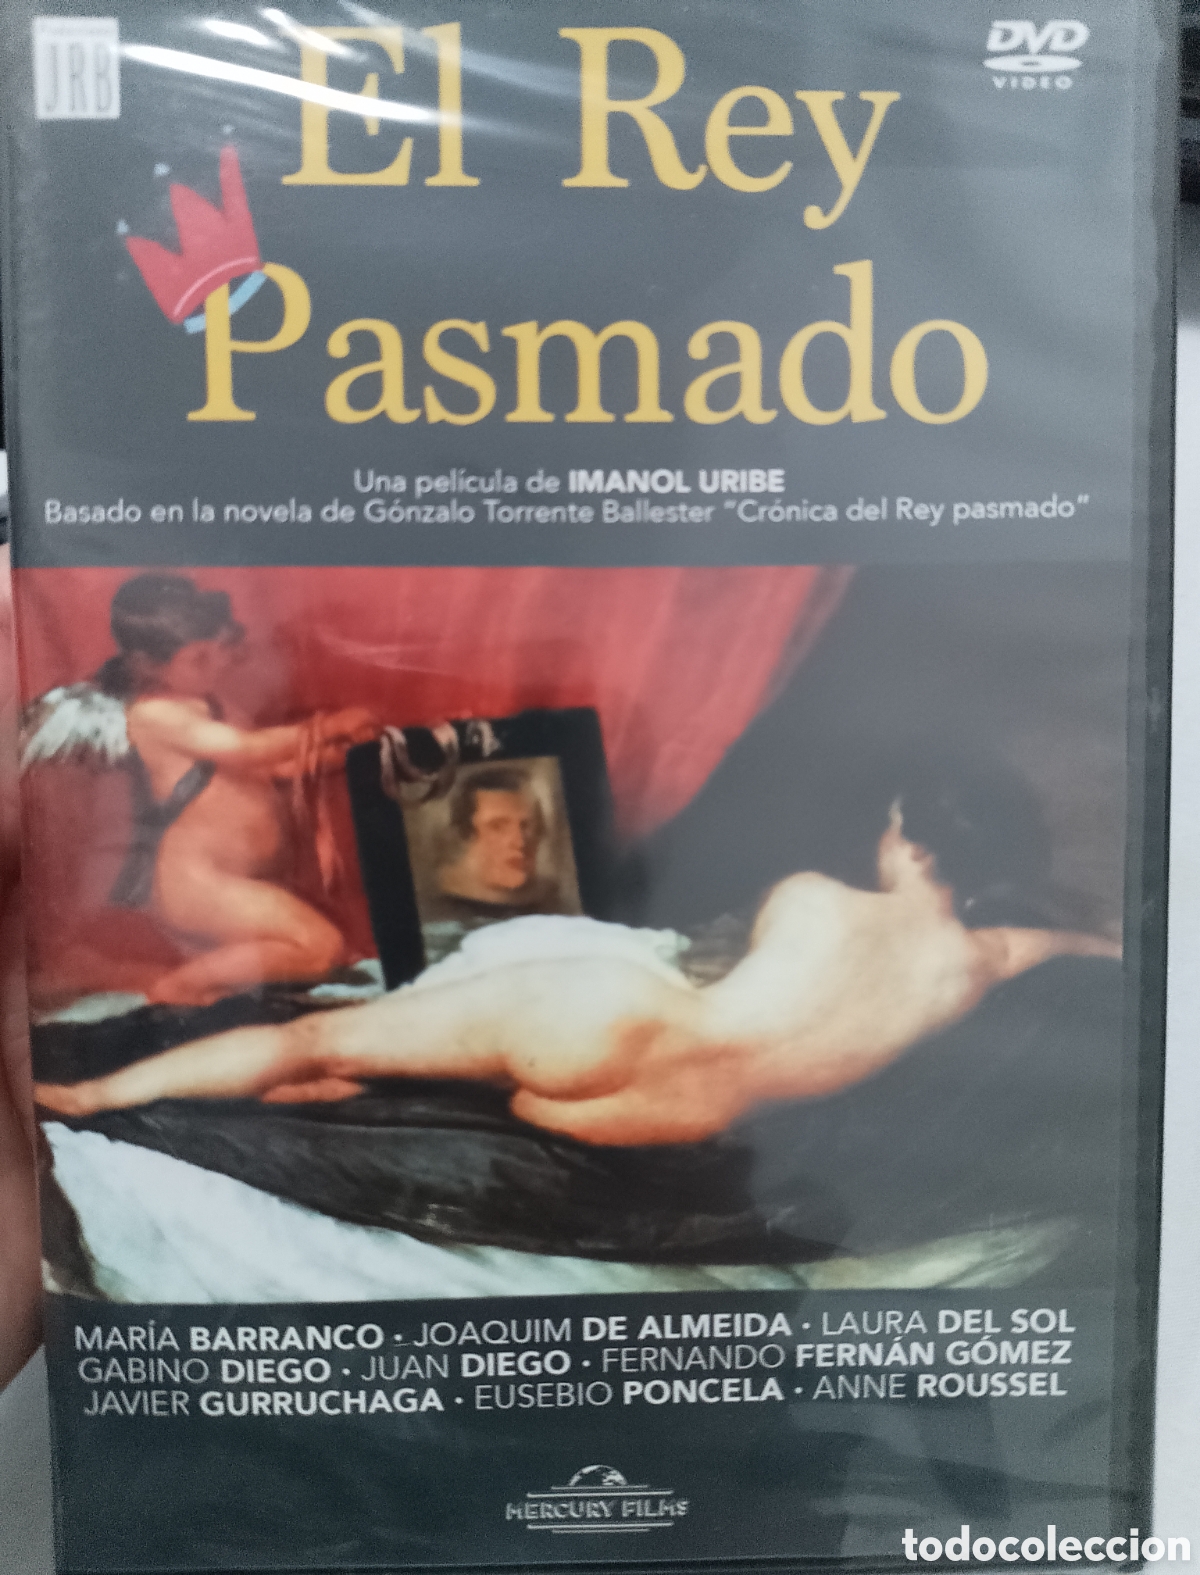 JRB
DVD
VIDEO
El Rey
Pasmado
Una película de IMANOL URIBE
Basado en la novela de Gónzalo Torrente Ballester "Crónica del Rey pasmado"
MARÍA BARRANCO · JOAQUIM DE ALMEIDA · LAURA DEL SOL
GABINO DIEGO · JUAN DIEGO · FERNANDO FERNÁN GÓMEZ
JAVIER GURRUCHAGA · EUSEBIO PONCELA · ANNE ROUSSEL
MERCURY FILMS
todocoleccion